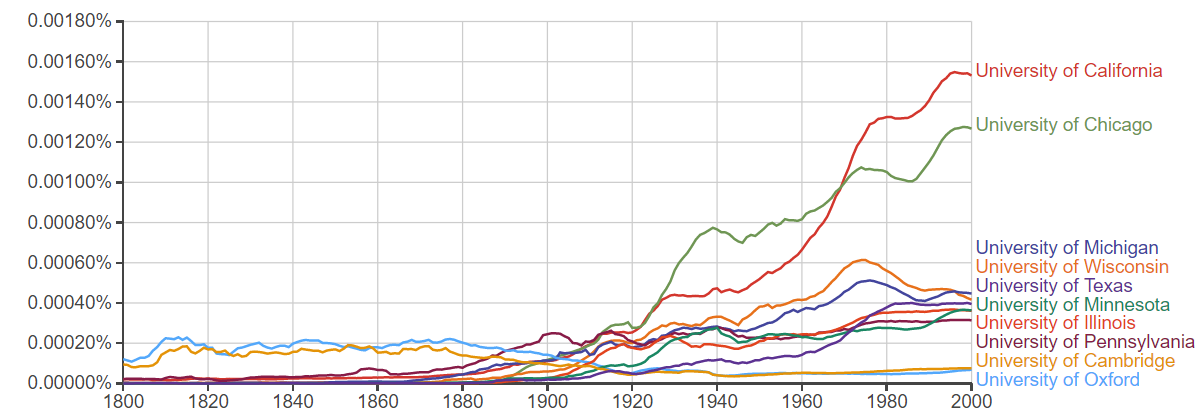 0.00180%
0.00160%
0.00140%
0.00120%
0.00100%
0.00080%
0.00060%
0.00040%
0.00020%
0.00000%
1800 1820 1840 1860 1880 1900 1920 1940 1960 1980 2000
University of California
University of Chicago
University of Michigan
University of Wisconsin
University of Texas
University of Minnesota
University of Illinois
University of Pennsylvania
University of Cambridge
University of Oxford